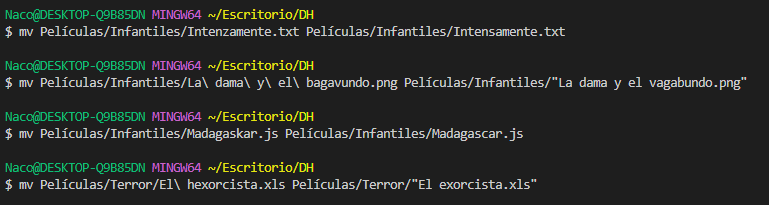 Naco@DESKTOP-Q9B85DN MINGW64 ~/Escritorio/DH
$ mv Películas/Infantiles/Intenzamente.txt Películas/Infantiles/Intensamente.txt
Naco@DESKTOP-Q9B85DN MINGW64 ~/Escritorio/DH
$ mv Películas/Infantiles/La\ dama\ y\ el\ bagavundo.png Películas/Infantiles/"La dama y el vagabundo.png"
Naco@DESKTOP-Q9B85DN MINGW64 ~/Escritorio/DH
$ mv Películas/Infantiles/Madagaskar.js Películas/Infantiles/Madagascar.js
Naco@DESKTOP-Q9B85DN MINGW64 ~/Escritorio/DH
$ mv Películas/Terror/El\ hexorcista.xls Películas/Terror/"El exorcista.xls"